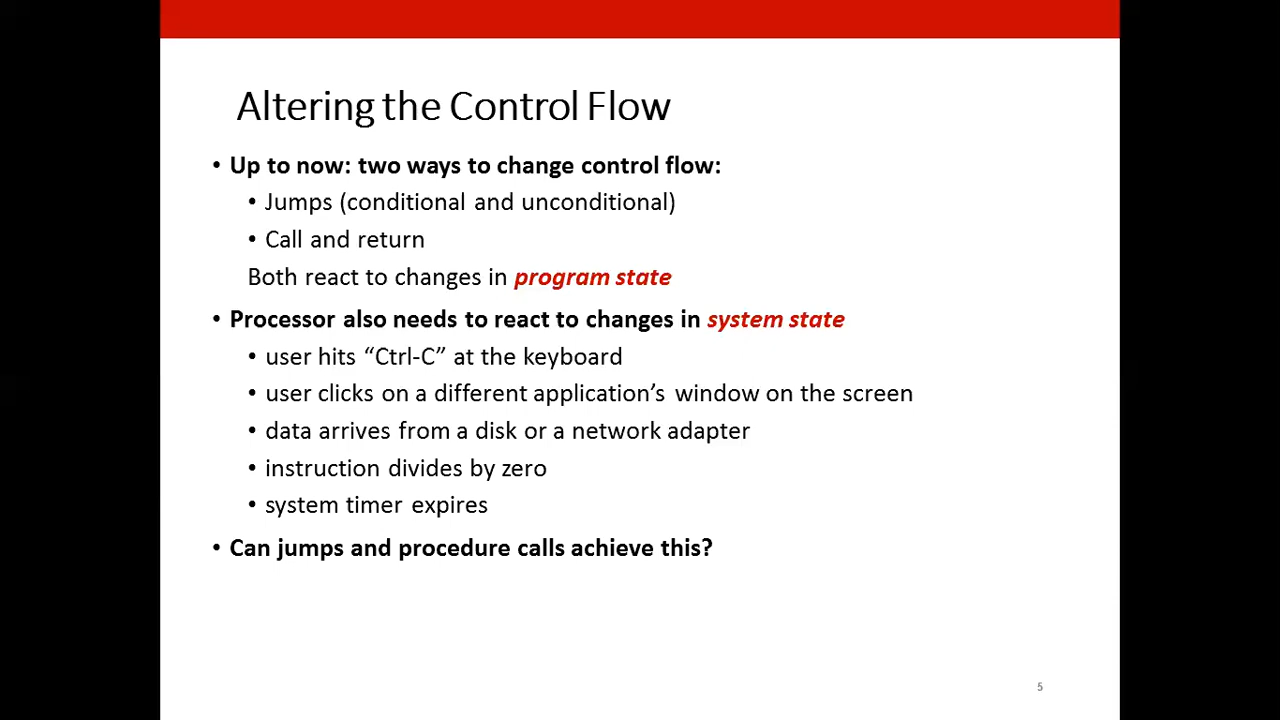 Altering the Control Flow
• Up to now: two ways to change control flow:
• Jumps (conditional and unconditional)
• Call and return
Both react to changes in program state
• Processor also needs to react to changes in system state
• user hits “Ctrl-C” at the keyboard
• user clicks on a different application’s window on the screen
• data arrives from a disk or a network adapter
• instruction divides by zero
• system timer expires
• Can jumps and procedure calls achieve this?
5